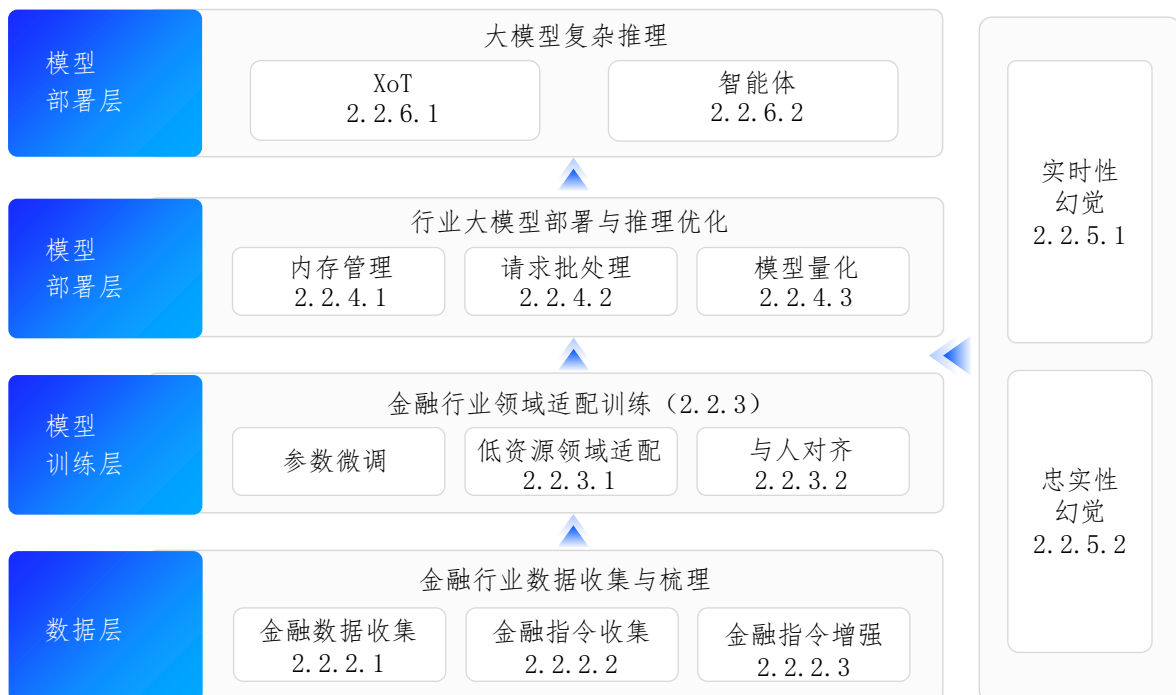 模型
部署层
大模型复杂推理
XoT
2.2.6.1
智能体
2.2.6.2
模型
部署层
行业大模型部署与推理优化
内存管理
2.2.4.1
请求批处理
2.2.4.2
模型量化
2.2.4.3
模型
训练层
金融行业领域适配训练（2.2.3）
参数微调
低资源领域适配
2.2.3.1
与人对齐
2.2.3.2
数据层
金融行业数据收集与梳理
金融数据收集
2.2.2.1
金融指令收集
2.2.2.2
金融指令增强
2.2.2.3
实时性
幻觉
2.2.5.1
忠实性
幻觉
2.2.5.2